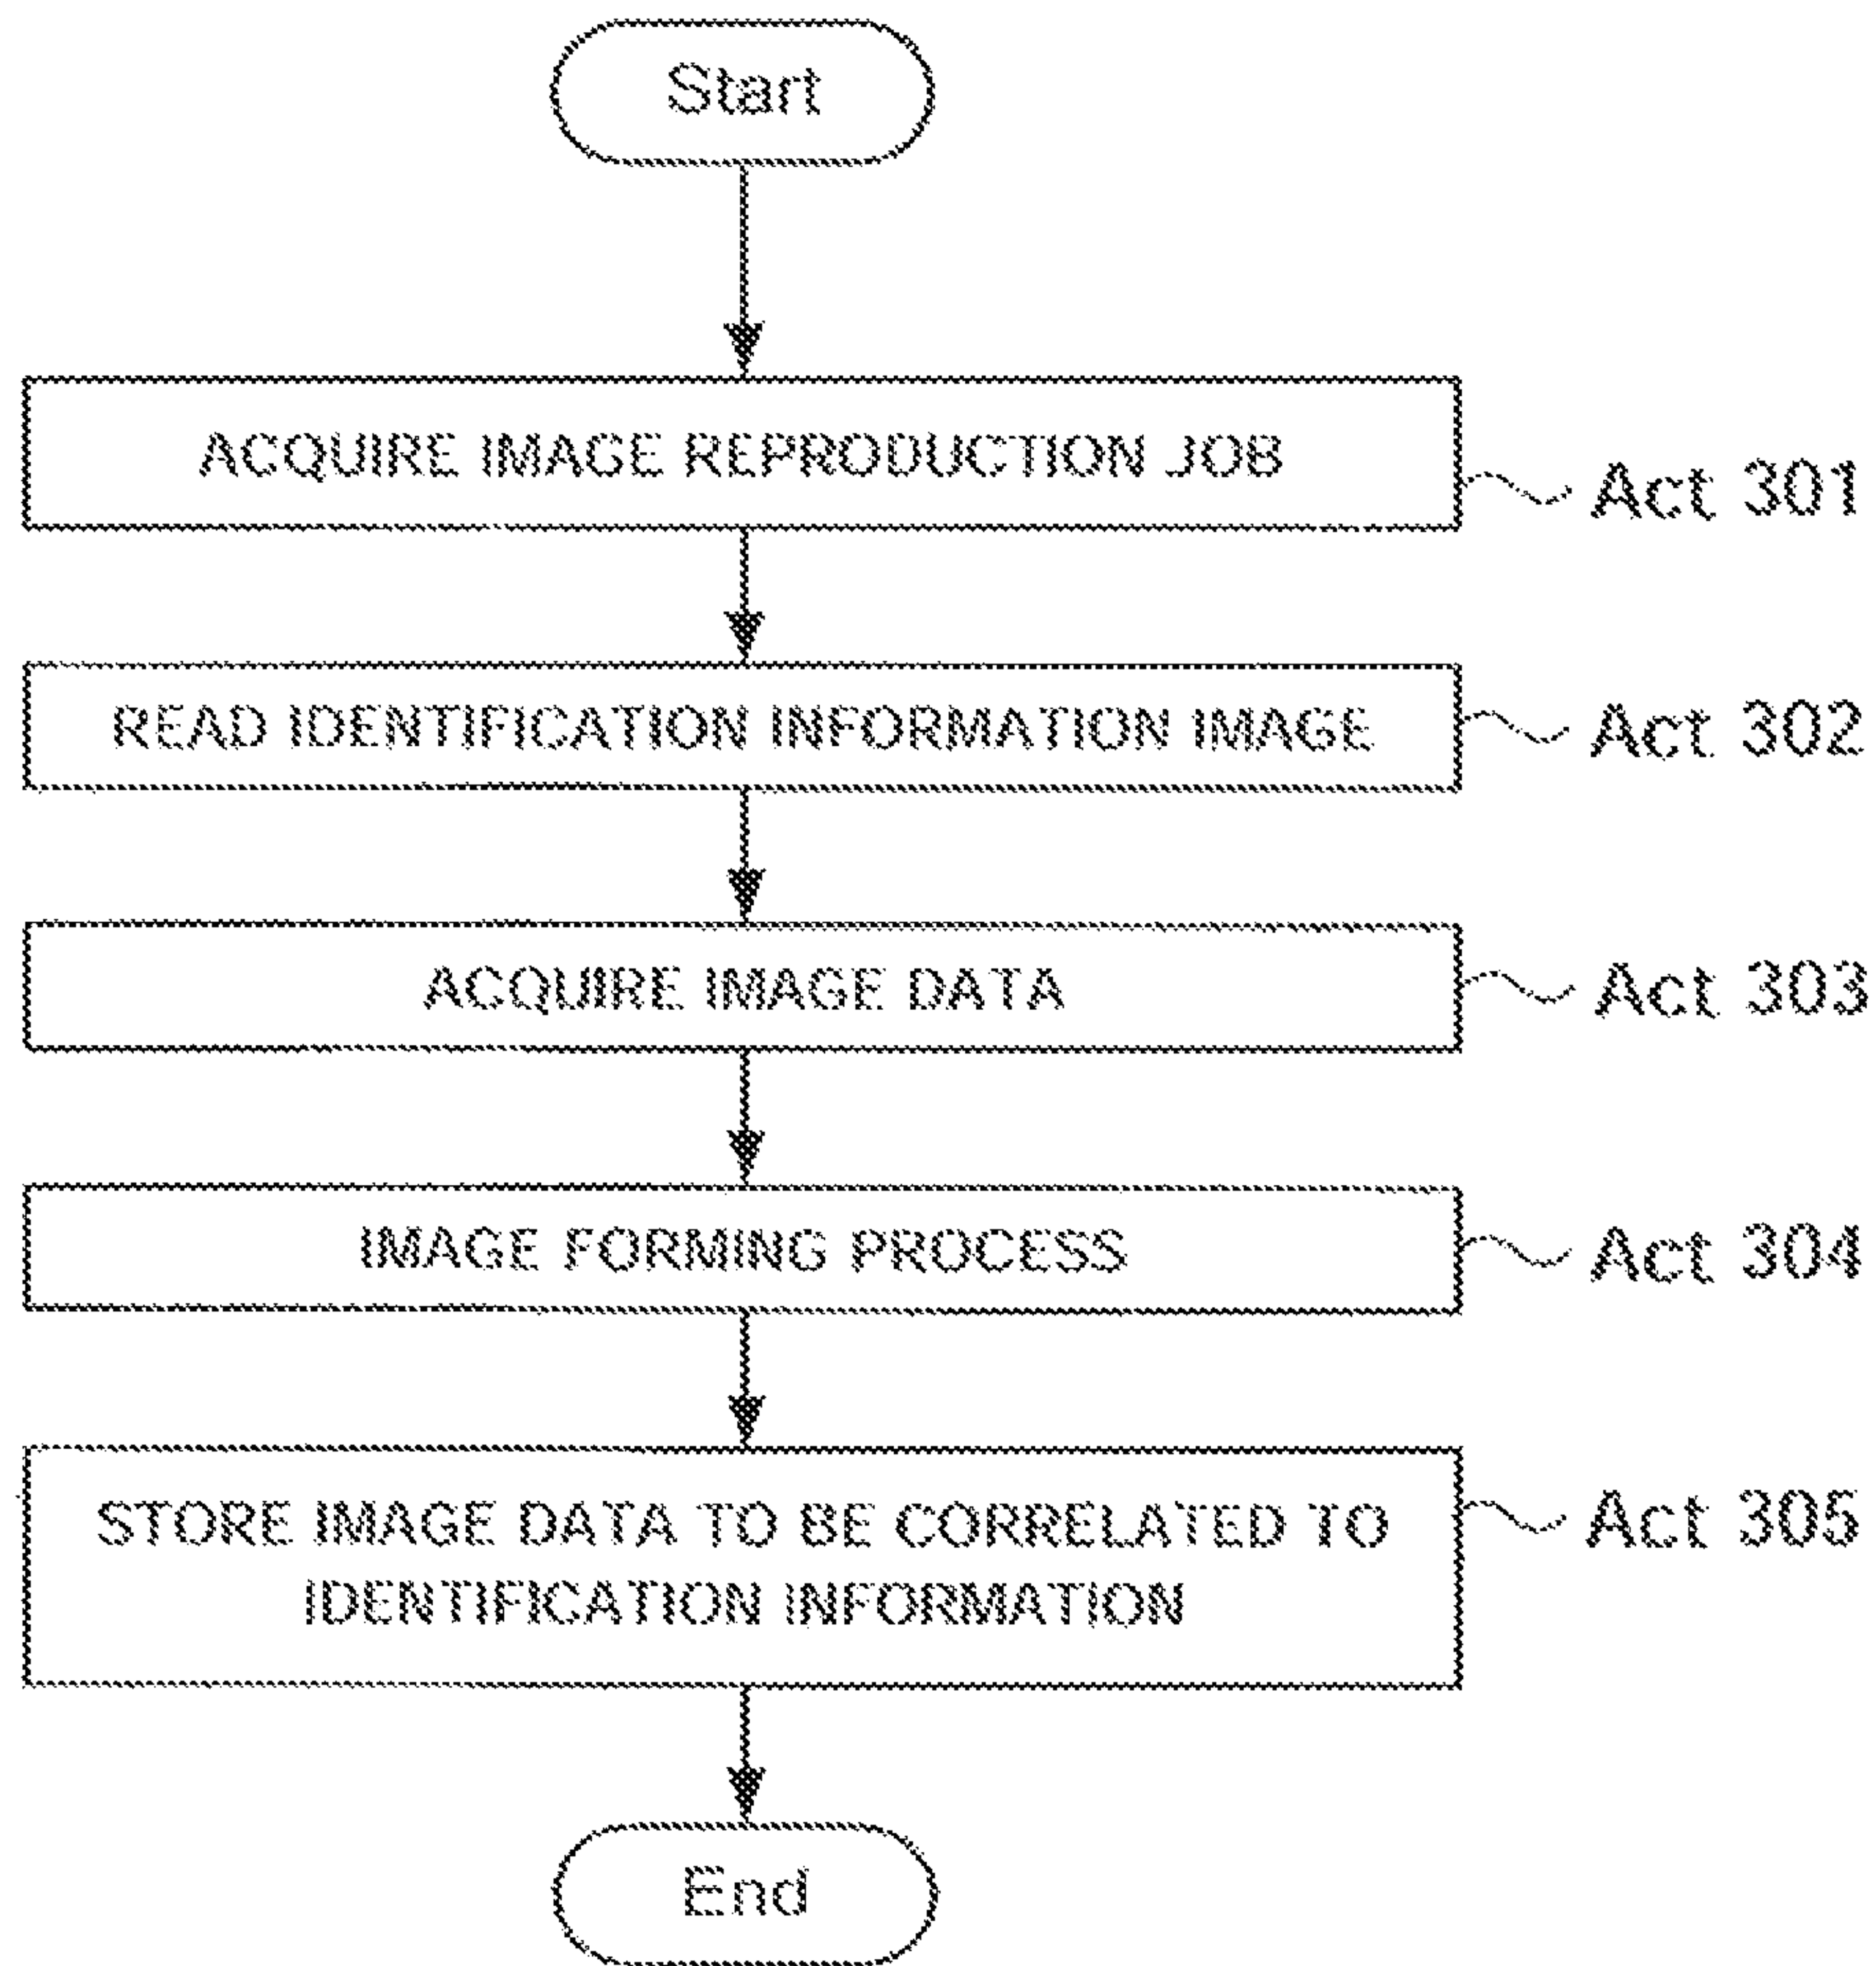 Start
ACQUIRE IMAGE REPRODUCTION JOB
Act 301
READ IDENTIFICATION INFORMATION IMAGE
Act 302
ACQUIRE IMAGE DATA
Act 303
IMAGE FORMING PROCESS
Act 304
STORE IMAGE DATA TO BE CORRELATED TO
IDENTIFICATION INFORMATION
Act 305
End